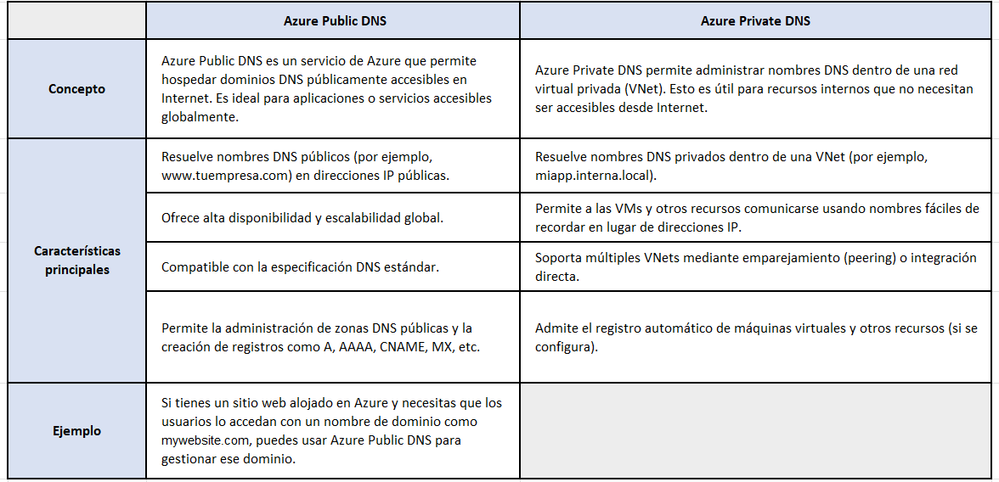 Azure Public DNS
Azure Private DNS
Concepto
Azure Public DNS es un servicio de Azure que permite
hospedar dominios DNS públicamente accesibles en
Internet. Es ideal para aplicaciones o servicios accesibles
globalmente.
Azure Private DNS permite administrar nombres DNS dentro de una red
virtual privada (VNet). Esto es útil para recursos internos que no necesitan
ser accesibles desde Internet.
Características
principales
Resuelve nombres DNS públicos (por ejemplo,
www.tuempresa.com) en direcciones IP públicas.
Resuelve nombres DNS privados dentro de una VNet (por ejemplo,
miapp.interna.local).
Ofrece alta disponibilidad y escalabilidad global.
Permite a las VMs y otros recursos comunicarse usando nombres fáciles de
recordar en lugar de direcciones IP.
Compatible con la especificación DNS estándar.
Soporta múltiples VNets mediante emparejamiento (peering) o integración
directa.
Permite la administración de zonas DNS públicas y la
creación de registros como A, AAAA, CNAME, MX, etc.
Admite el registro automático de máquinas virtuales y otros recursos (si se
configura).
Ejemplo
Si tienes un sitio web alojado en Azure y necesitas que los
usuarios lo accedan con un nombre de dominio como
mywebsite.com, puedes usar Azure Public DNS para
gestionar ese dominio.